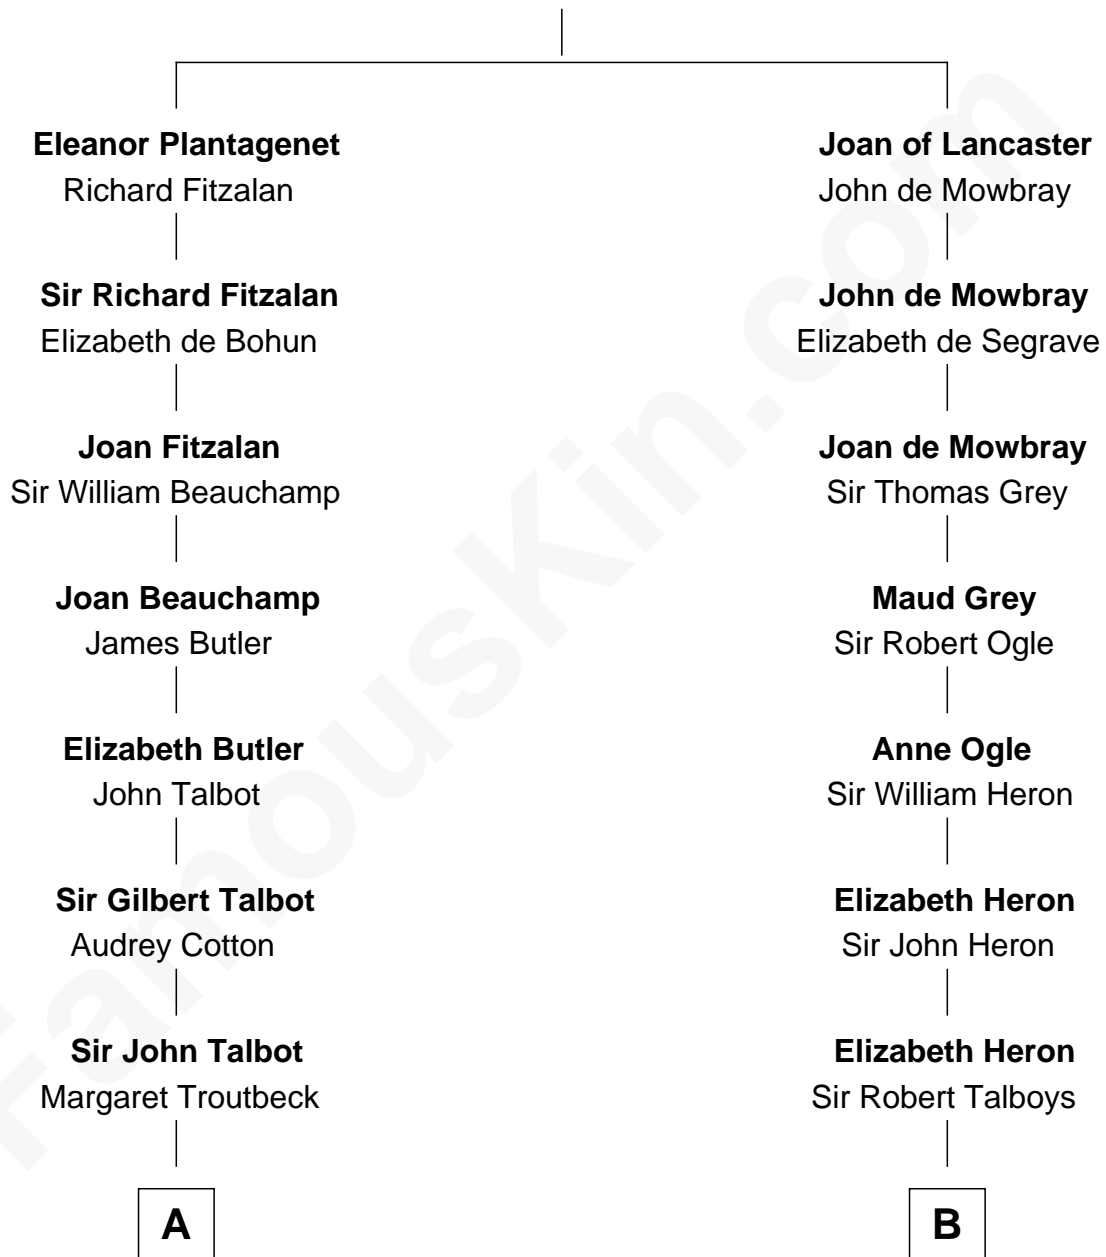 Eleanor Plantagenet
Richard Fitzalan
Sir Richard Fitzalan
Elizabeth de Bohun
Joan Fitzalan
Sir William Beauchamp
Joan Beauchamp
James Butler
Elizabeth Butler
John Talbot
Sir Gilbert Talbot
Audrey Cotton
Sir John Talbot
Margaret Troutbeck
A
Joan of Lancaster
John de Mowbray
John de Mowbray
Elizabeth de Segrave
Joan de Mowbray
Sir Thomas Grey
Maud Grey
Sir Robert Ogle
Anne Ogle
Sir William Heron
Elizabeth Heron
Sir John Heron
Elizabeth Heron
Sir Robert Talboys
B
FamousKin.com